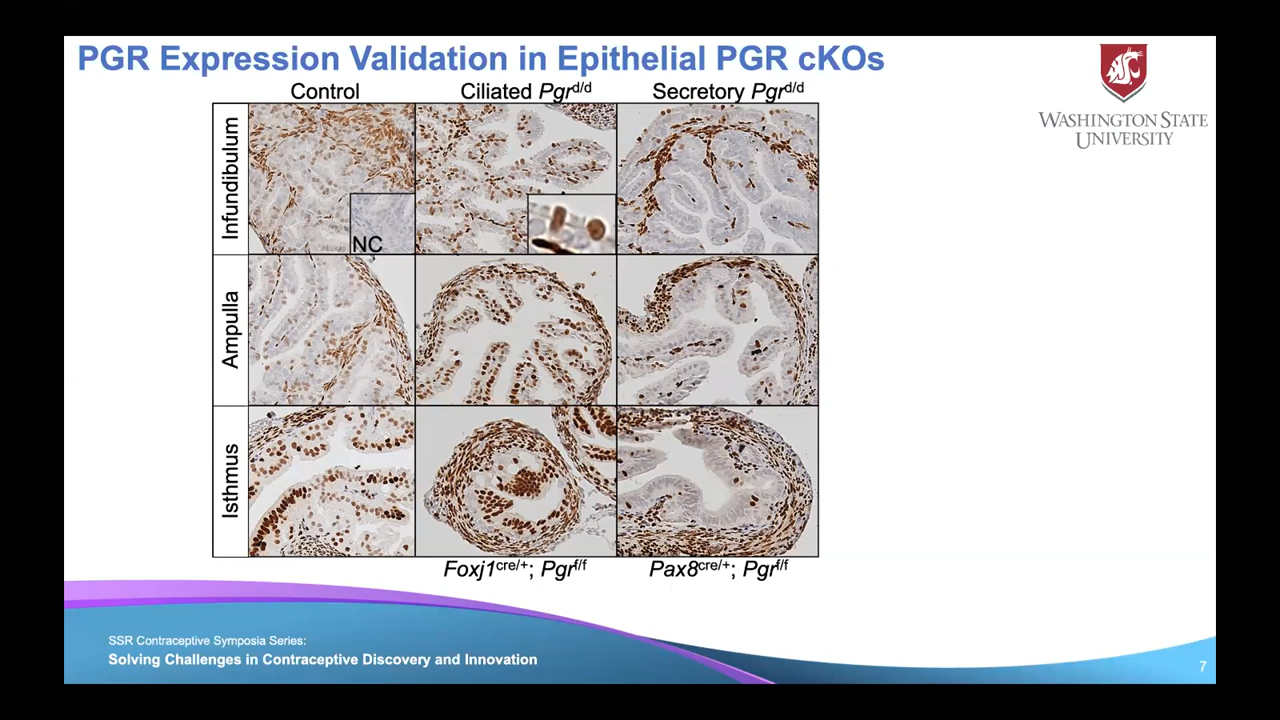 PGR Expression Validation in Epithelial PGR cKOs
Control
Ciliated Pgrd/d
Secretory Pgrd/d
WASHINGTON STATE
UNIVERSITY
Infundibulum
NC
Ampulla
Isthmus
Foxj1cre/+; Pgrf/f
Pax8cre/+; Pgrf/f
SSR Contraceptive Symposia Series:
Solving Challenges in Contraceptive Discovery and Innovation
7